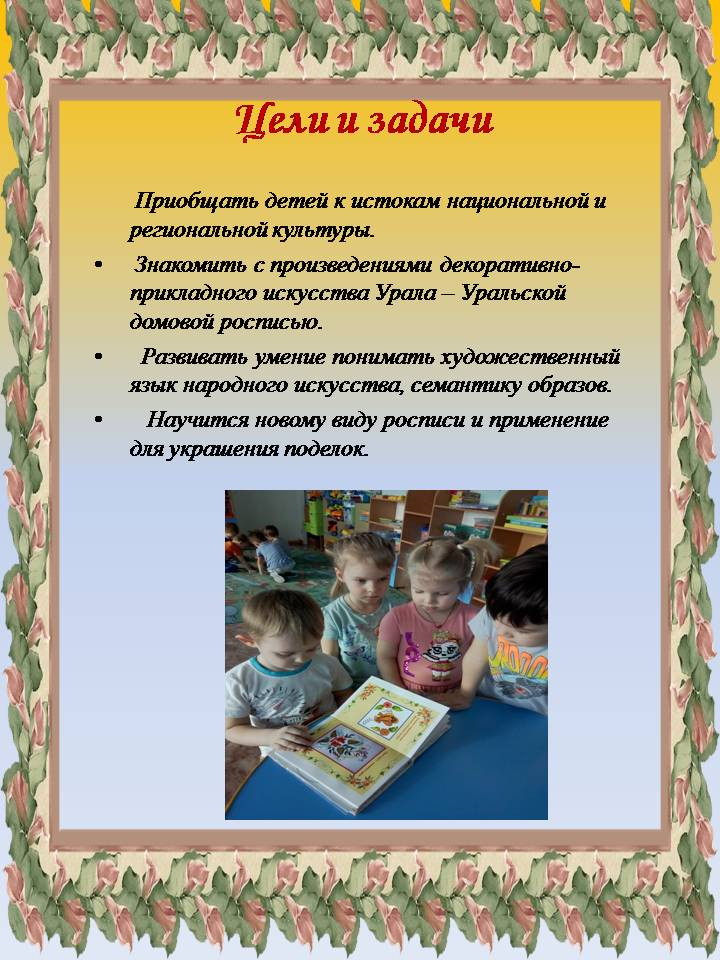 Цели и задачи
Приобщать детей к истокам национальной и
региональной культуры.
• Знакомить с произведениями декоративно-
прикладного искусства Урала – Уральской
домовой росписью.
• Развивать умение понимать художественный
язык народного искусства, семантику образов.
• Научится новому виду росписи и применение
для украшения поделок.